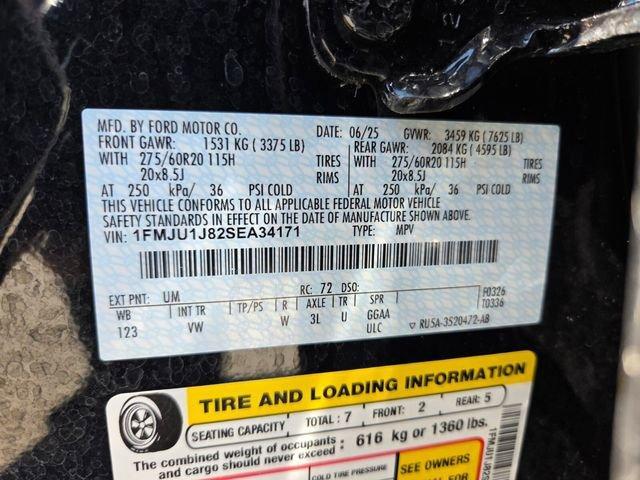 MFD. BY FORD MOTOR CO. DATE: 06/25 GVWR: 3459 KG ( 7625 LB)
FRONT GAWR: 1531 KG ( 3375 LB) REAR GAWR: 2084 KG ( 4595 LB)
WITH 275/60R20 115H TIRES WITH 275/60R20 115H TIRES
20x8.5J RIMS 20x8.5J RIMS
AT 250 kPa/ 36 PSI COLD AT 250 kPa/ 36 PSI COLD
THIS VEHICLE CONFORMS TO ALL APPLICABLE FEDERAL MOTOR VEHICLE
SAFETY STANDARDS IN EFFECT ON THE DATE OF MANUFACTURE SHOWN ABOVE.
VIN: 1FMJU1J82SEA34171 TYPE: MPV
EXT PNT: UM RC: 72 DSO: F0326
WB INT TR TP/PS R AXLE TR SPR T0336
123 VW W 3L U GGAA
ULC ▽ RU5A-3520472-AB
TIRE AND LOADING INFORMATION
SEATING CAPACITY TOTAL : 7 FRONT: 2 REAR: 5
The combined weight of occupants
and cargo should never exceed : 616 kg or 1360 lbs.
COLD TIRE PRESSURE
SEE OWNERS